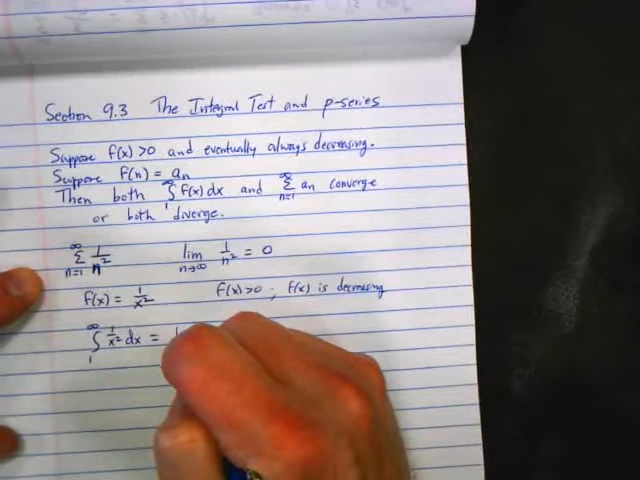 Section 9.3 The Integral Test and p-series
Suppose f(x) > 0 and eventually always decreasing.
Suppose f(n) = aₙ
Then both ∫₁^∞ f(x) dx and ∑_{n=1}^∞ aₙ converge
or both diverge.
∑_{n=1}^∞ 1/n² lim_{n→∞} 1/n² = 0
f(x) = 1/x² f(x) > 0 ; f(x) is decreasing
∫₁^∞ 1/x² dx =